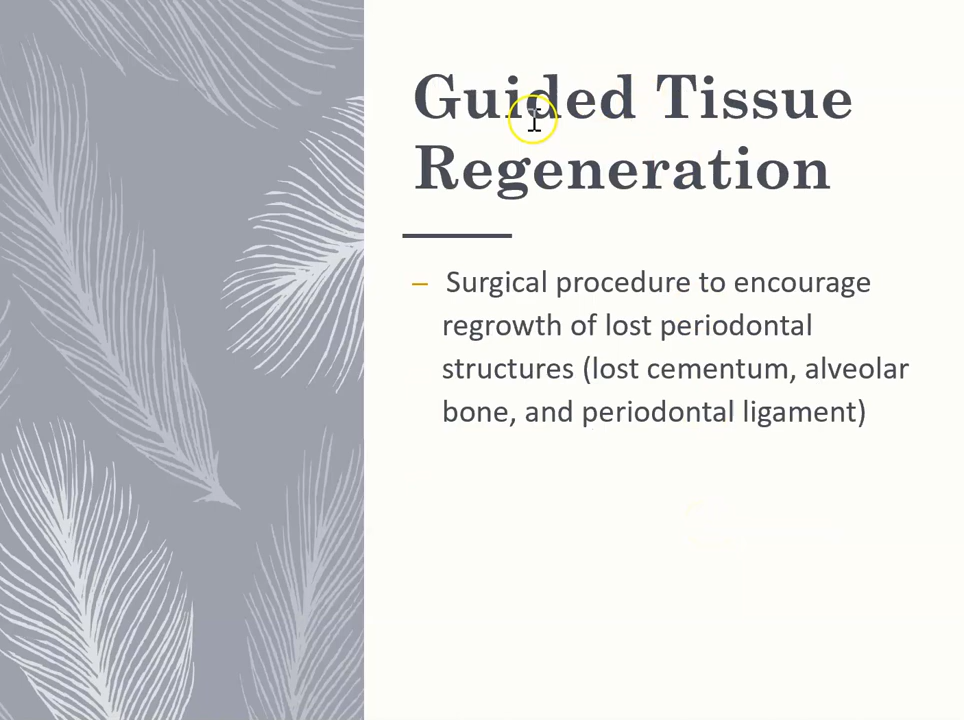 Guided Tissue
Regeneration
– Surgical procedure to encourage
regrowth of lost periodontal
structures (lost cementum, alveolar
bone, and periodontal ligament)